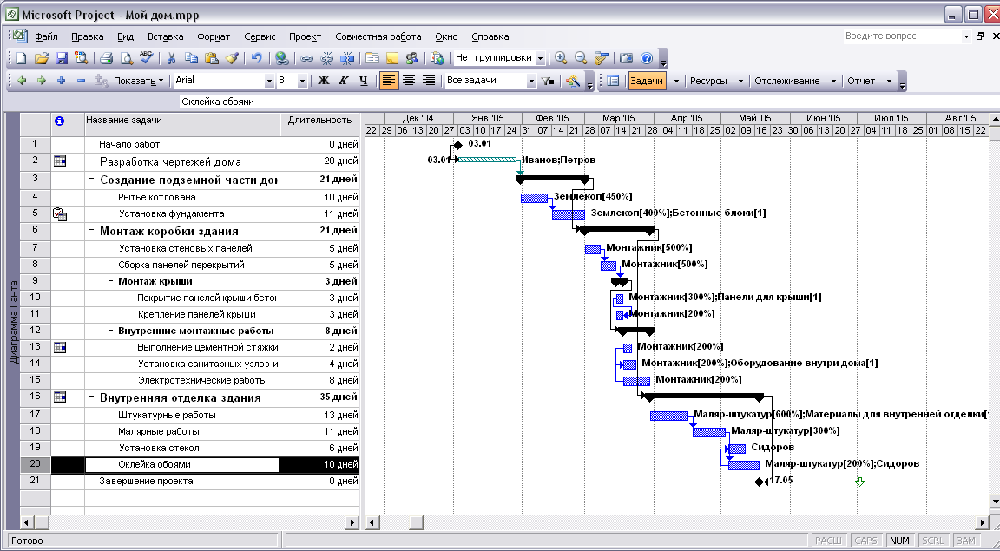 Microsoft Project - Мой дом.mpp
Файл Правка Вид Вставка Формат Сервис Проект Совместная работа Окно Справка Введите вопрос
Нет группировки
Показать Arial 8 Ж К Ч Все задачи Задачи Ресурсы Отслеживание Отчет
Оклейка обоями
Название задачи Длительность Дек '04 Янв '05 Фев '05 Мар '05 Апр '05 Май '05 Июн '05 Июл '05 Авг '05
22 29 06 13 20 27 03 10 17 24 31 07 14 21 28 07 14 21 28 04 11 18 25 02 09 16 23 30 06 13 20 27 04 11 18 25 01 08 15 22
1 Начало работ 0 дней 03.01
2 Разработка чертежей дома 20 дней 03.01 Иванов;Петров
3 Создание подземной части дом 21 дней
4 Рытье котлована 10 дней Землекоп[450%]
5 Установка фундамента 11 дней Землекоп[400%];Бетонные блоки[1]
6 Монтаж коробки здания 21 дней
7 Установка стеновых панелей 5 дней Монтажник[500%]
8 Сборка панелей перекрытий 5 дней Монтажник[500%]
9 Монтаж крыши 3 дней
10 Покрытие панелей крыши бетон 3 дней Монтажник[300%];Панели для крыши[1]
11 Крепление панелей крыши 3 дней Монтажник[200%]
12 Внутренние монтажные работы 8 дней
13 Выполнение цементной стяжки 2 дней Монтажник[200%]
14 Установка санитарных узлов и 4 дней Монтажник[200%];Оборудование внутри дома[1]
15 Электротехнические работы 8 дней Монтажник[200%]
16 Внутренняя отделка здания 35 дней
17 Штукатурные работы 13 дней Маляр-штукатур[600%];Материалы для внутренней отделки[
18 Малярные работы 11 дней Маляр-штукатур[300%]
19 Установка стекол 6 дней Сидоров
20 Оклейка обоями 10 дней Маляр-штукатур[200%];Сидоров
21 Завершение проекта 0 дней 17.05
Диаграмма Ганта
Готово РАСШ CAPS NUM SCRL ЗАМ